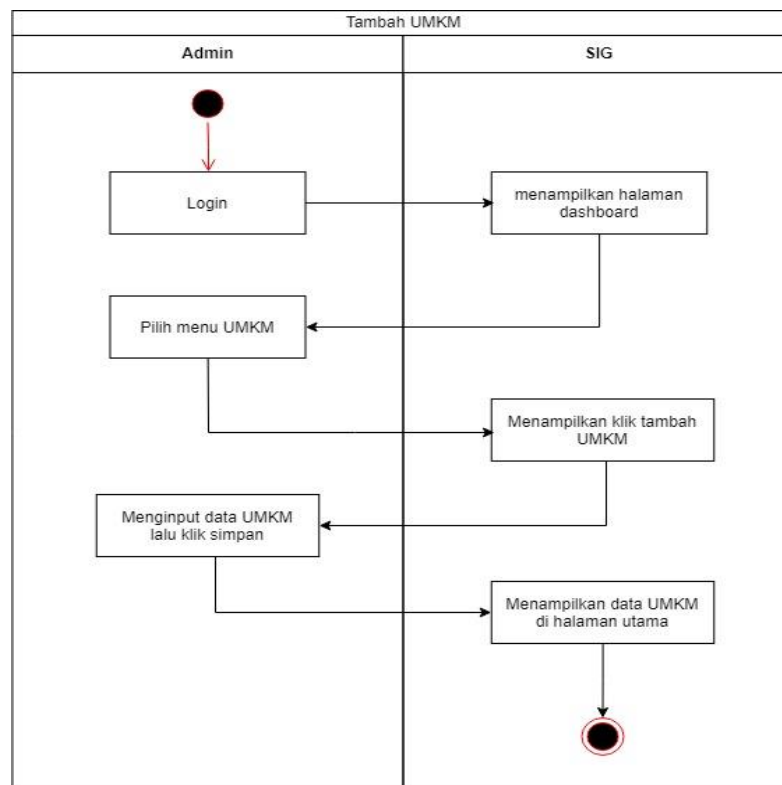 Tambah UMKM
Admin
SIG
Login
menampilkan halaman
dashboard
Pilih menu UMKM
Menampilkan klik tambah
UMKM
Menginput data UMKM
lalu klik simpan
Menampilkan data UMKM
di halaman utama